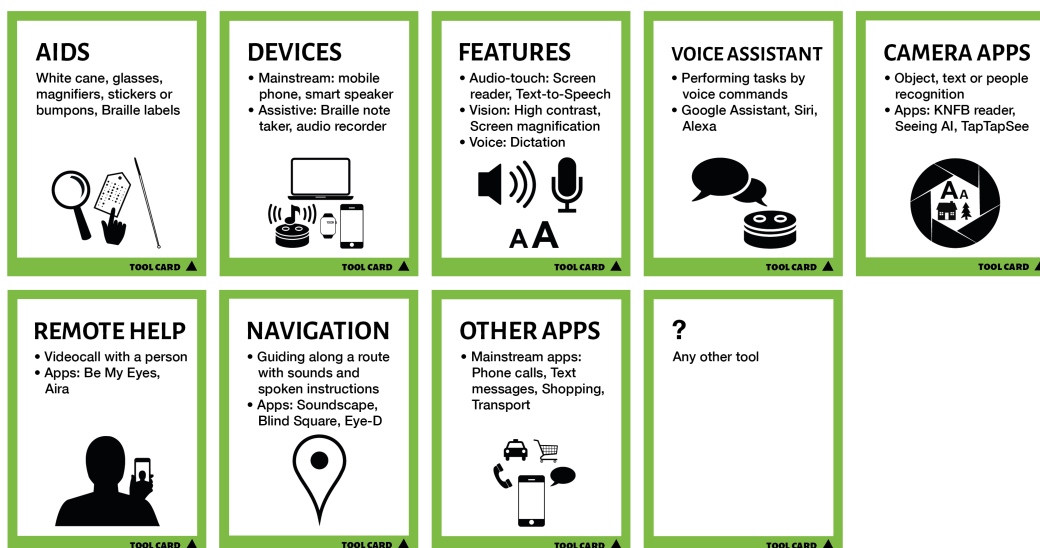 AIDS
White cane, glasses,
magnifiers, stickers or
bumpons, Braille labels
TOOL CARD
DEVICES
• Mainstream: mobile
phone, smart speaker
• Assistive: Braille note
taker, audio recorder
TOOL CARD
FEATURES
• Audio-touch: Screen
reader, Text-to-Speech
• Vision: High contrast,
Screen magnification
• Voice: Dictation
A A
TOOL CARD
VOICE ASSISTANT
• Performing tasks by
voice commands
• Google Assistant, Siri,
Alexa
TOOL CARD
CAMERA APPS
• Object, text or people
recognition
• Apps: KNFB reader,
Seeing AI, TapTapSee
A A
TOOL CARD
REMOTE HELP
• Videocall with a person
• Apps: Be My Eyes,
Aira
TOOL CARD
NAVIGATION
• Guiding along a route
with sounds and
spoken instructions
• Apps: Soundscape,
Blind Square, Eye-D
TOOL CARD
OTHER APPS
• Mainstream apps:
Phone calls, Text
messages, Shopping,
Transport
TOOL CARD
?
Any other tool
TOOL CARD